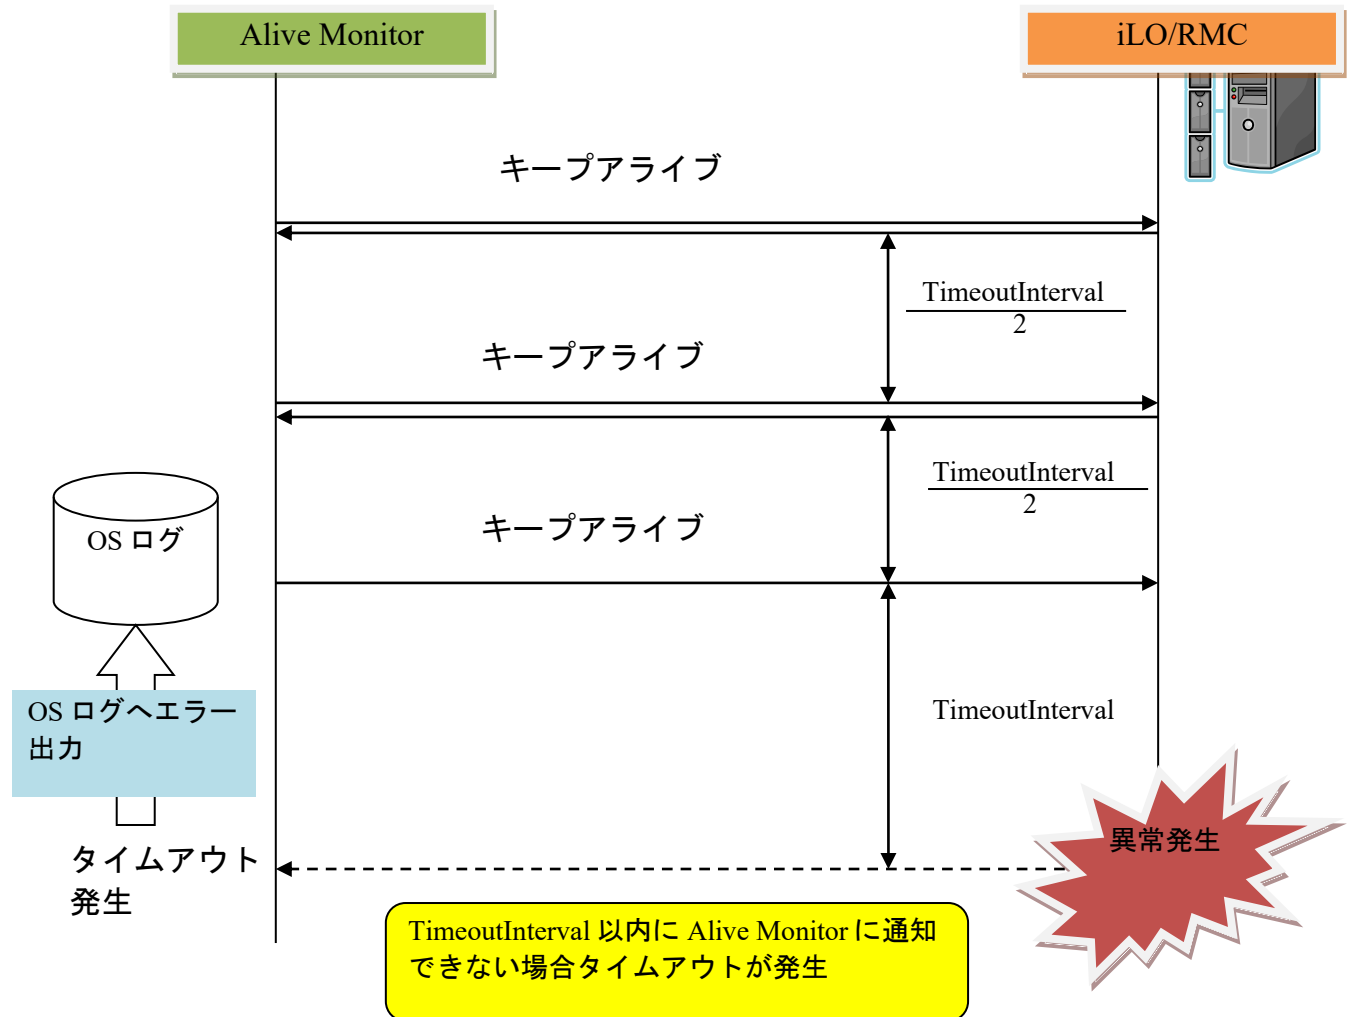 Alive Monitor
iLO/RMC
キープアライブ
TimeoutInterval
2
キープアライブ
TimeoutInterval
2
キープアライブ
OS ログ
OS ログへエラー
出力
TimeoutInterval
異常発生
タイムアウト
発生
TimeoutInterval 以内に Alive Monitor に通知
できない場合タイムアウトが発生